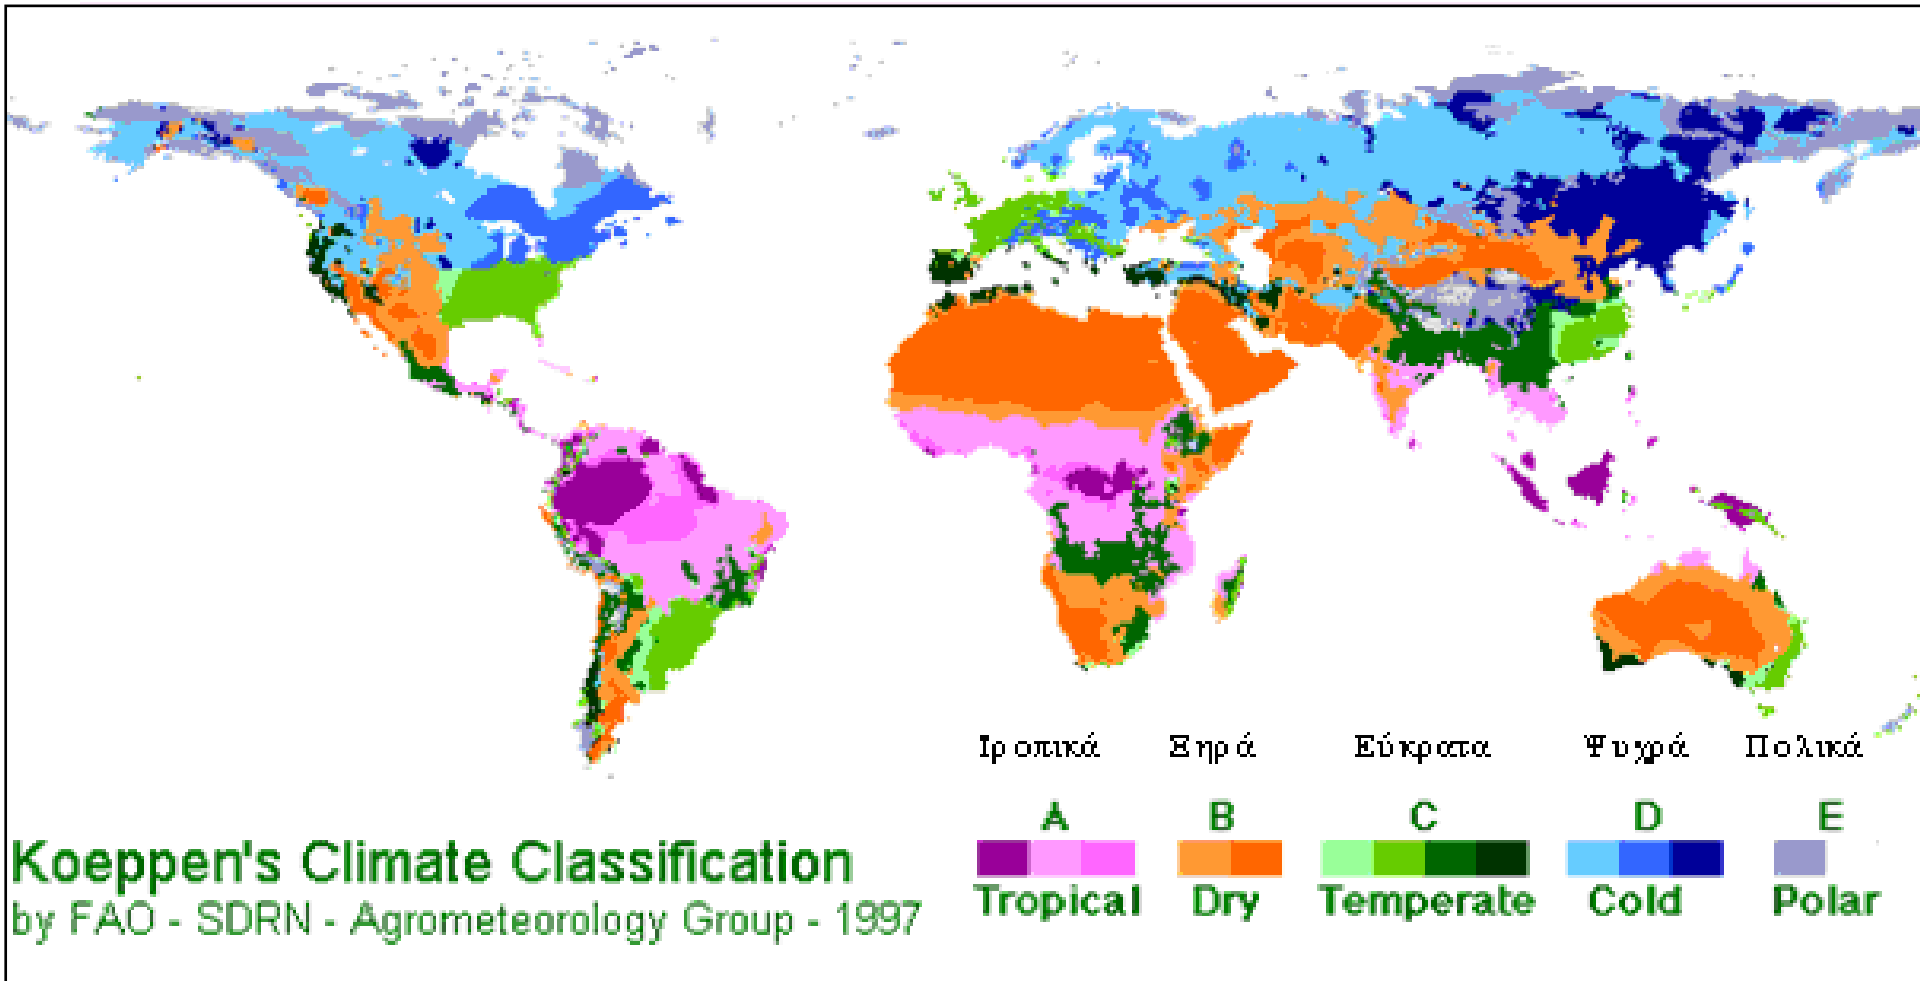 Τροπικά Ξηρά Εύκρατα Ψυχρά Πολικά
A B C D E
Tropical Dry Temperate Cold Polar
Koeppen's Climate Classification
by FAO - SDRN - Agrometeorology Group - 1997